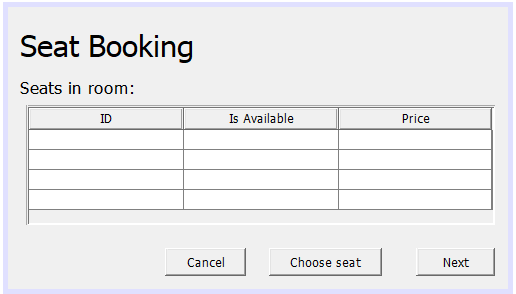 Seat Booking
Seats in room:
ID Is Available Price
Cancel Choose seat Next